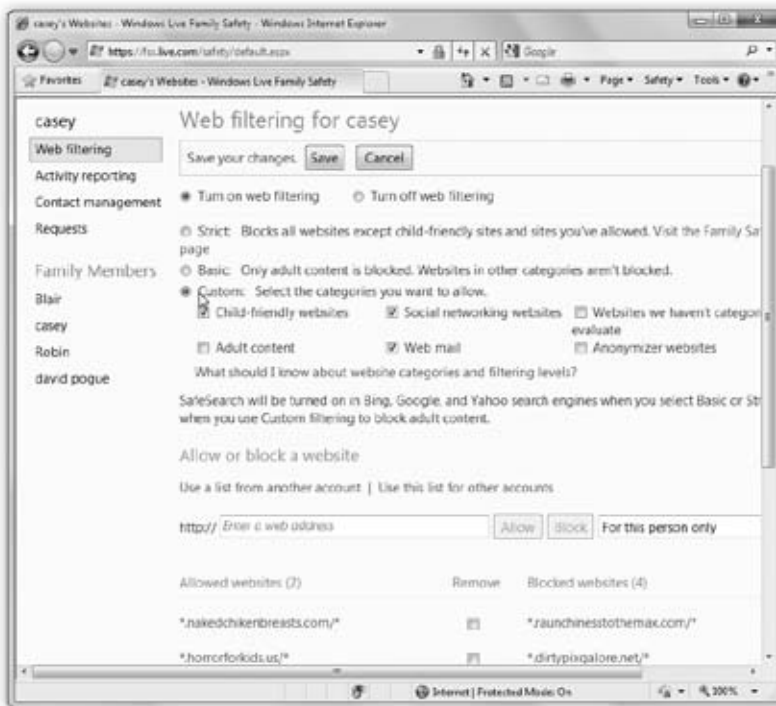 casey's Websites - Windows Live Family Safety - Windows Internet Explorer
https://fss.live.com/safety/default.aspx
Google
Favorites
casey's Websites - Windows Live Family Safety
Page
Safety
Tools
casey
Web filtering
Activity reporting
Contact management
Requests
Family Members
Blair
casey
Robin
david pogue
Web filtering for casey
Save your changes. Save Cancel
Turn on web filtering Turn off web filtering
Strict: Blocks all websites except child-friendly sites and sites you've allowed. Visit the Family Sa
page
Basic: Only adult content is blocked. Websites in other categories aren't blocked.
Custom: Select the categories you want to allow.
Child-friendly websites Social networking websites Websites we haven't categori
evaluate
Adult content Web mail Anonymizer websites
What should I know about website categories and filtering levels?
SafeSearch will be turned on in Bing, Google, and Yahoo search engines when you select Basic or Str
when you use Custom filtering to block adult content.
Allow or block a website
Use a list from another account | Use this list for other accounts
http:// Enter a web address Allow Block For this person only
Allowed websites (7) Remove Blocked websites (4)
*.nakedchikenbreasts.com/* *.raunchinesstothemax.com/*
*.horrorforkids.us/* *.dirtypixgalore.net/*
Internet | Protected Mode: On 100%